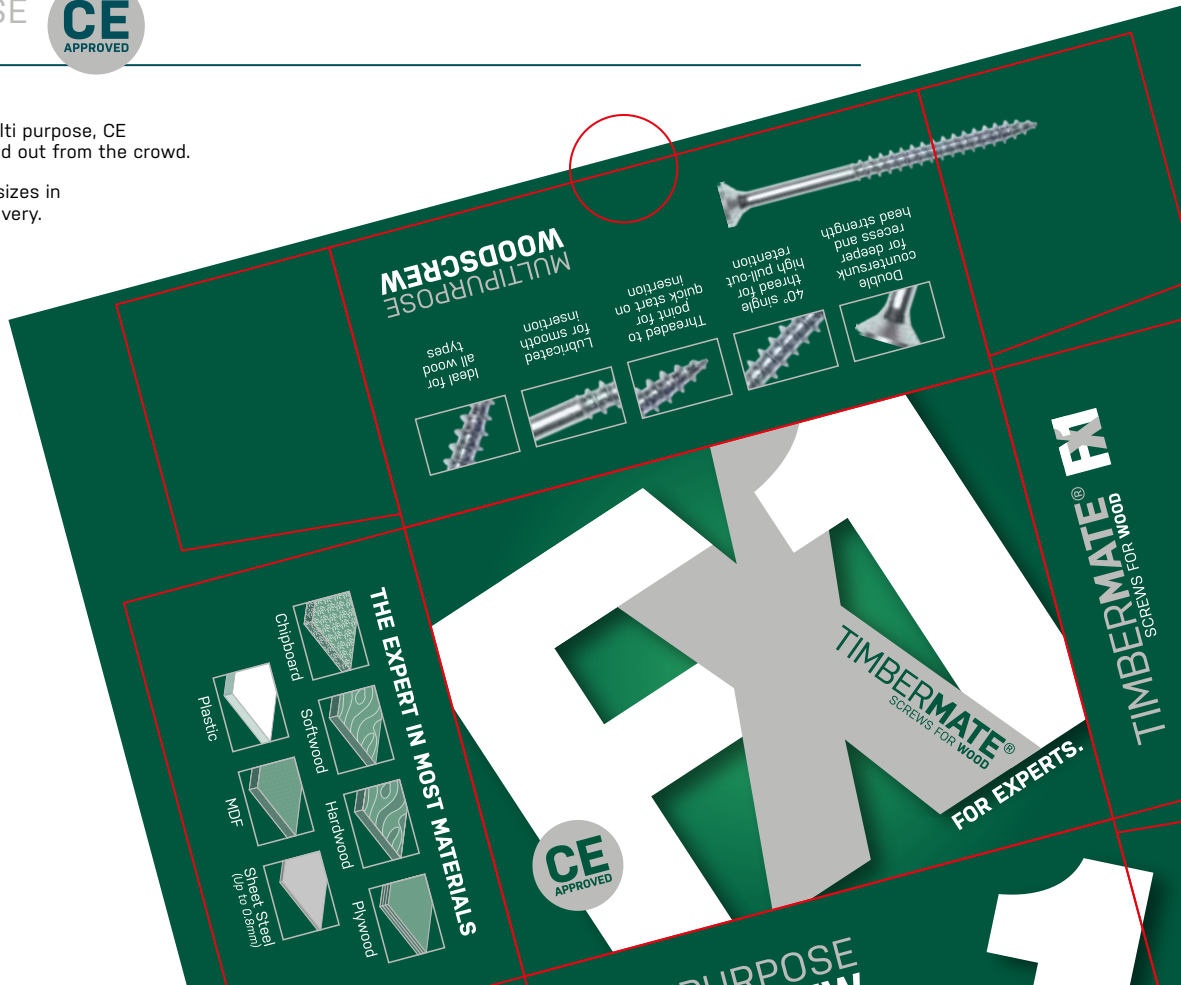 SE
CE
APPROVED
lti purpose, CE
d out from the crowd.
sizes in
very.
MULTIPURPOSE
WOODSCREW
Double
countersunk
for deeper
recess and
head strength
40° single
thread for
high pull-out
retention
Threaded to
point for
quick start on
insertion
Lubricated
for smooth
insertion
Ideal for
all wood
types
THE EXPERT IN MOST MATERIALS
Chipboard
Softwood
Hardwood
Plywood
Plastic
MDF
Sheet Steel
(Up to 0.8mm)
FX1
TIMBERMATE®
SCREWS FOR WOOD
FOR EXPERTS.
CE
APPROVED
TIMBERMATE® FX1
SCREWS FOR WOOD
PURPOSE